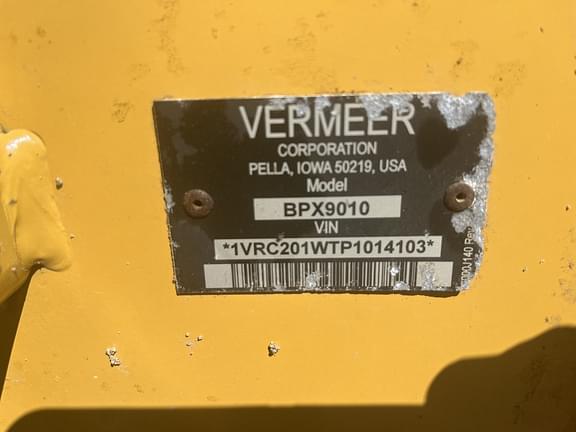 VERMEER
CORPORATION
PELLA, IOWA 50219, USA
Model
BPX9010
VIN
*1VRC201WTP1014103*